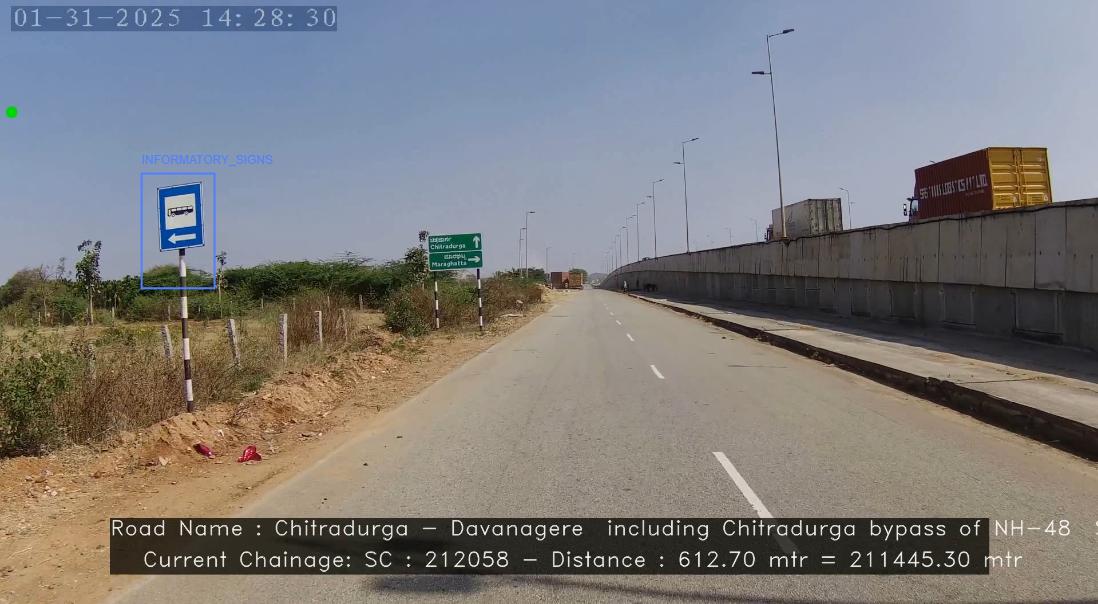 01-31-2025 14:28:30
INFORMATORY_SIGNS
Chitradurga
Maraghatta
Road Name : Chitradurga - Davanagere including Chitradurga bypass of NH-48
Current Chainage: SC : 212058 - Distance : 612.70 mtr = 211445.30 mtr